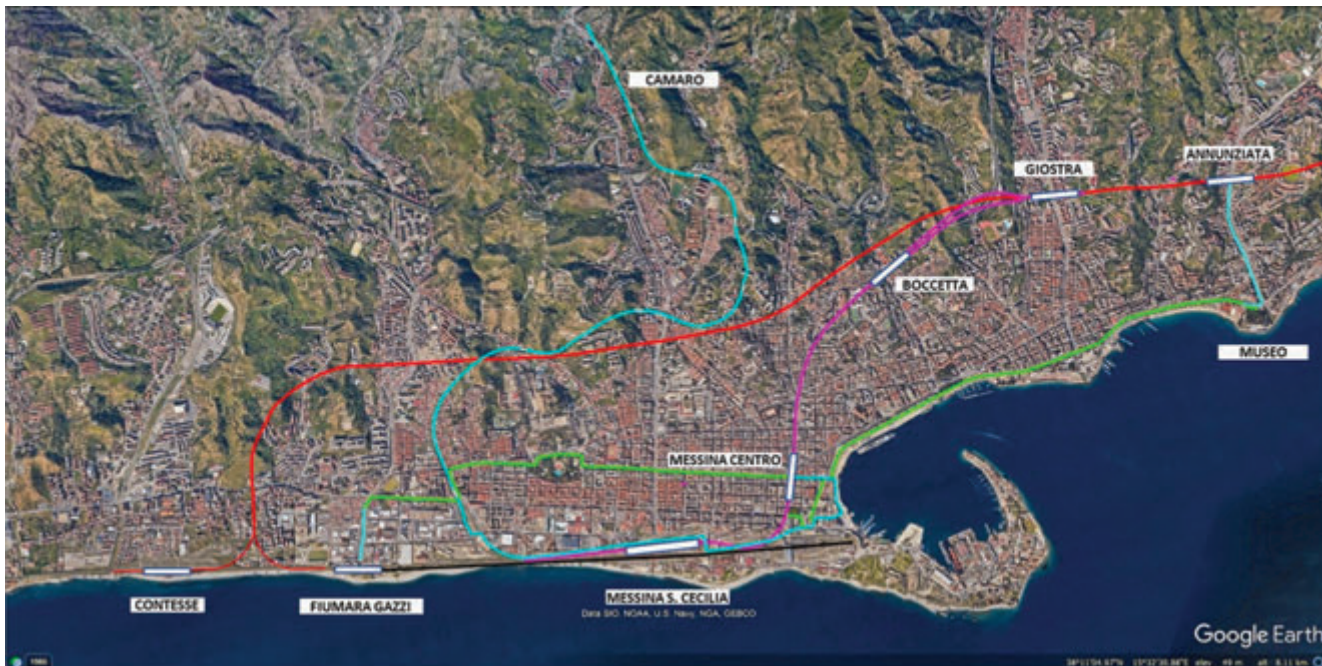 CAMARO
ANNUNZIATA
GIOSTRA
BOCCETTA
MUSEO
MESSINA CENTRO
MESSINA S. CECILIA
CONTESSE
FIUMARA GAZZI
Data SIO, NOAA, U.S. Navy, NGA, GEBCO
Google Earth